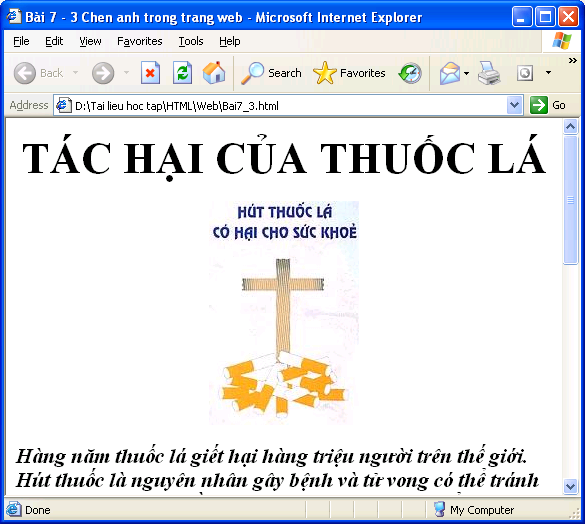 Bài 7 - 3 Chen anh trong trang web - Microsoft Internet Explorer
File Edit View Favorites Tools Help
Back Search Favorites
Address D:\Tai lieu hoc tap\HTML\Web\Bai7_3.html Go
TÁC HẠI CỦA THUỐC LÁ
HÚT THUỐC LÁ
CÓ HẠI CHO SỨC KHOẺ
Hàng năm thuốc lá giết hại hàng triệu người trên thế giới.
Hút thuốc là nguyên nhân gây bệnh và tử vong có thể tránh
Done My Computer